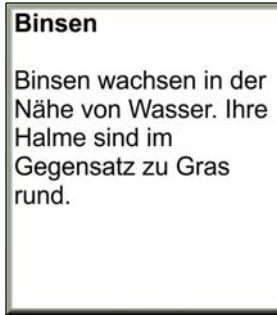 Binsen
Binsen wachsen in der
Nähe von Wasser. Ihre
Halme sind im
Gegensatz zu Gras
rund.